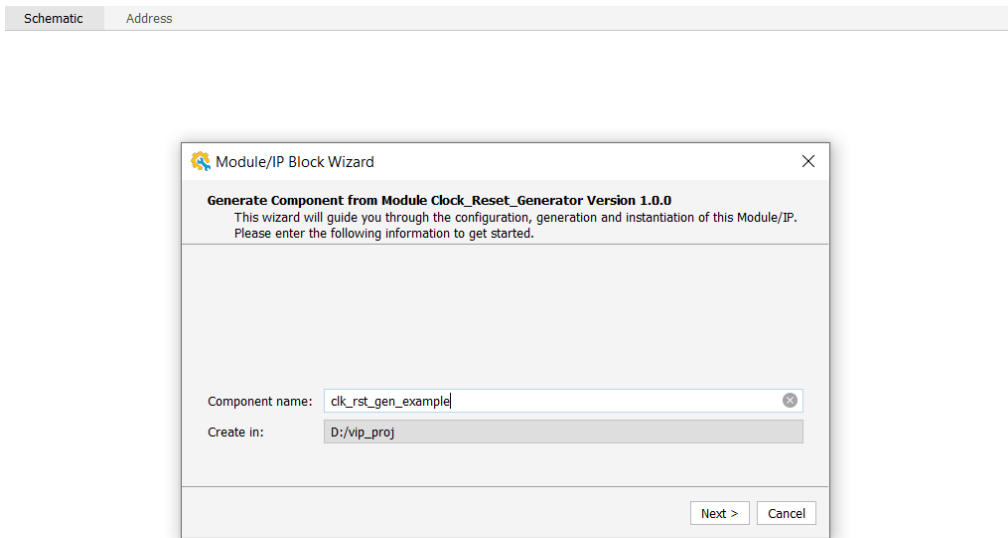 Schematic Address
Module/IP Block Wizard
Generate Component from Module Clock_Reset_Generator Version 1.0.0
This wizard will guide you through the configuration, generation and instantiation of this Module/IP.
Please enter the following information to get started.
Component name: clk_rst_gen_example
Create in: D:/vip_proj
Next > Cancel